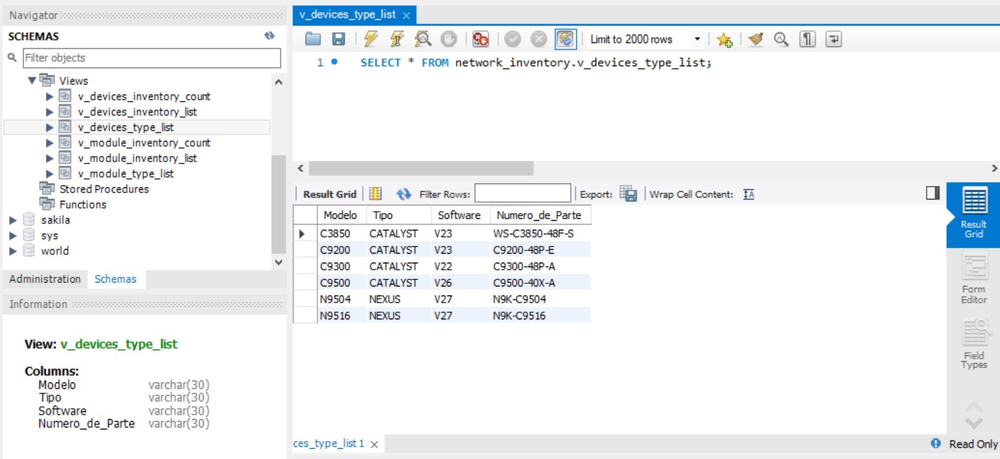 Navigator
SCHEMAS
Filter objects
Views
v_devices_inventory_count
v_devices_inventory_list
v_devices_type_list
v_module_inventory_count
v_module_inventory_list
v_module_type_list
Stored Procedures
Functions
sakila
sys
world
Administration Schemas
Information
View: v_devices_type_list
Columns:
Modelo varchar(30)
Tipo varchar(30)
Software varchar(30)
Numero_de_Parte varchar(30)
v_devices_type_list
Limit to 2000 rows
1 SELECT * FROM network_inventory.v_devices_type_list;
Result Grid Filter Rows: Export: Wrap Cell Content:
Modelo Tipo Software Numero_de_Parte
C3850 CATALYST V23 WS-C3850-48F-S
C9200 CATALYST V23 C9200-48P-E
C9300 CATALYST V22 C9300-48P-A
C9500 CATALYST V26 C9500-40X-A
N9504 NEXUS V27 N9K-C9504
N9516 NEXUS V27 N9K-C9516
Result
Grid
Form
Editor
Field
Types
ces_type_list 1
Read Only